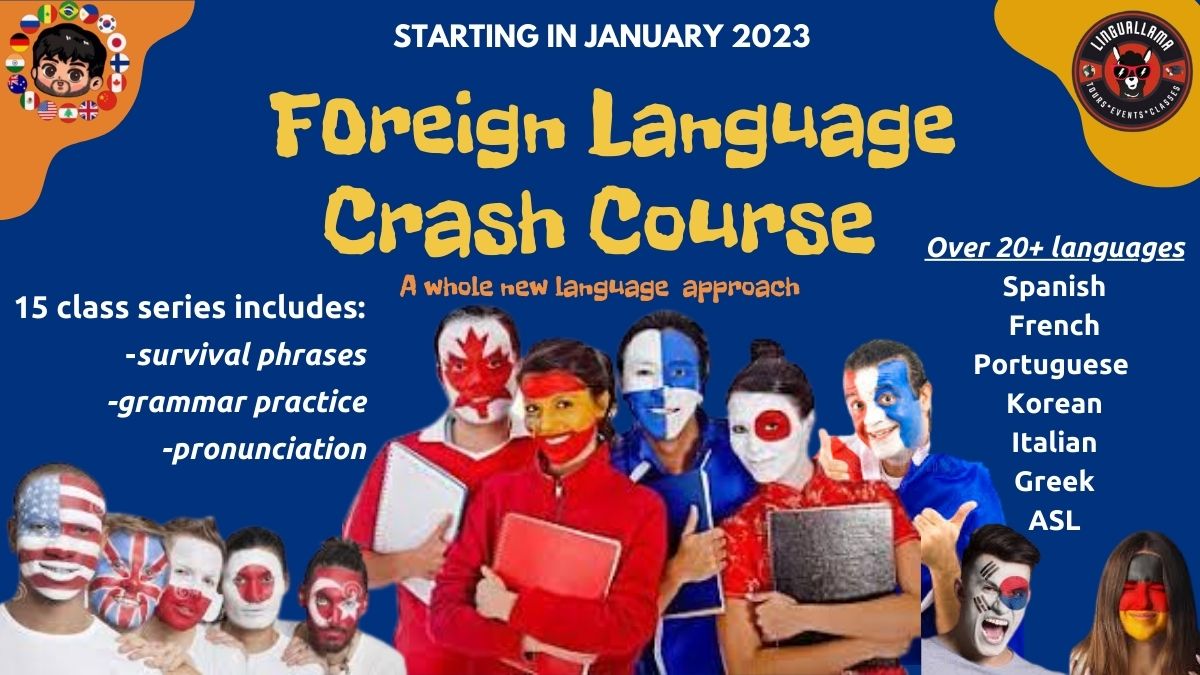 STARTING IN JANUARY 2023
LINGUALLAMA
TOURS*EVENTS*CLASSES
Foreign Language
Crash Course
A whole new language approach
15 class series includes:
-survival phrases
-grammar practice
-pronunciation
Over 20+ languages
Spanish
French
Portuguese
Korean
Italian
Greek
ASL